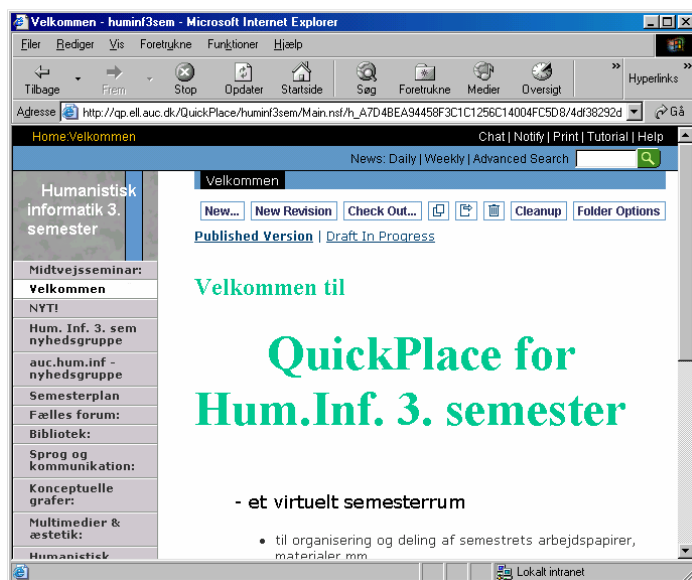 Velkommen - huminf3sem - Microsoft Internet Explorer
Filer Rediger Vis Foretrukne Funktioner Hjælp
Tilbage Frem Stop Opdater Startside Søg Foretrukne Medier Oversigt » Hyperlinks »
Adresse http://qp.ell.auc.dk/QuickPlace/huminf3sem/Main.nsf/h_A7D4BEA94458F3C1C1256C14004FC5D8/4df38292d Gå
Home:Velkommen Chat | Notify | Print | Tutorial | Help
News: Daily | Weekly | Advanced Search
Humanistisk
informatik 3.
semester
Velkommen
New... New Revision Check Out... Cleanup Folder Options
Published Version | Draft In Progress
Midtvejsseminar:
Velkommen
NYT!
Hum. Inf. 3. sem
nyhedsgruppe
auc.hum.inf -
nyhedsgruppe
Semesterplan
Fælles forum:
Bibliotek:
Sprog og
kommunikation:
Konceptuelle
grafer:
Multimedier &
æstetik:
Humanistisk
Velkommen til
QuickPlace for
Hum.Inf. 3. semester
- et virtuelt semesterrum
• til organisering og deling af semestrets arbejdspapirer,
materialer mm
Lokalt intranet